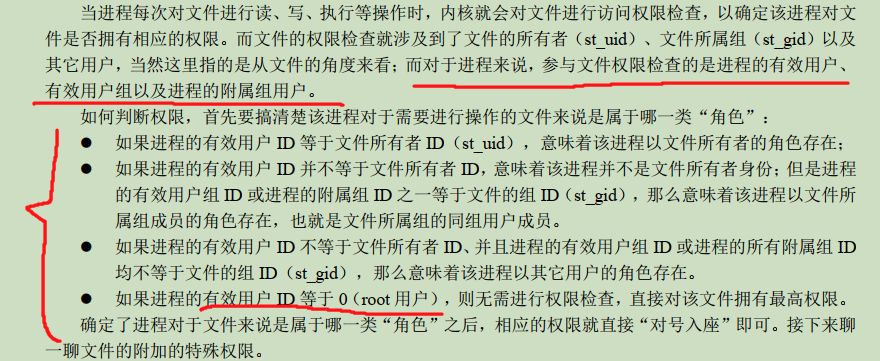 当进程每次对文件进行读、写、执行等操作时，内核就会对文件进行访问权限检查，以确定该进程对文
件是否拥有相应的权限。而文件的权限检查就涉及到了文件的所有者（st_uid）、文件所属组（st_gid）以及
其它用户，当然这里指的是从文件的角度来看；而对于进程来说，参与文件权限检查的是进程的有效用户、
有效用户组以及进程的附属组用户。
如何判断权限，首先要搞清楚该进程对于需要进行操作的文件来说是属于哪一类“角色”：
● 如果进程的有效用户 ID 等于文件所有者 ID（st_uid），意味着该进程以文件所有者的角色存在；
● 如果进程的有效用户 ID 并不等于文件所有者 ID，意味着该进程并不是文件所有者身份；但是进程
的有效用户组 ID 或进程的附属组 ID 之一等于文件的组 ID（st_gid），那么意味着该进程以文件所
属组成员的角色存在，也就是文件所属组的同组用户成员。
● 如果进程的有效用户 ID 不等于文件所有者 ID、并且进程的有效用户组 ID 或进程的所有附属组 ID
均不等于文件的组 ID（st_gid），那么意味着该进程以其它用户的角色存在。
● 如果进程的有效用户 ID 等于 0（root 用户），则无需进行权限检查，直接对该文件拥有最高权限。
确定了进程对于文件来说是属于哪一类“角色”之后，相应的权限就直接“对号入座”即可。接下来聊
一聊文件的附加的特殊权限。